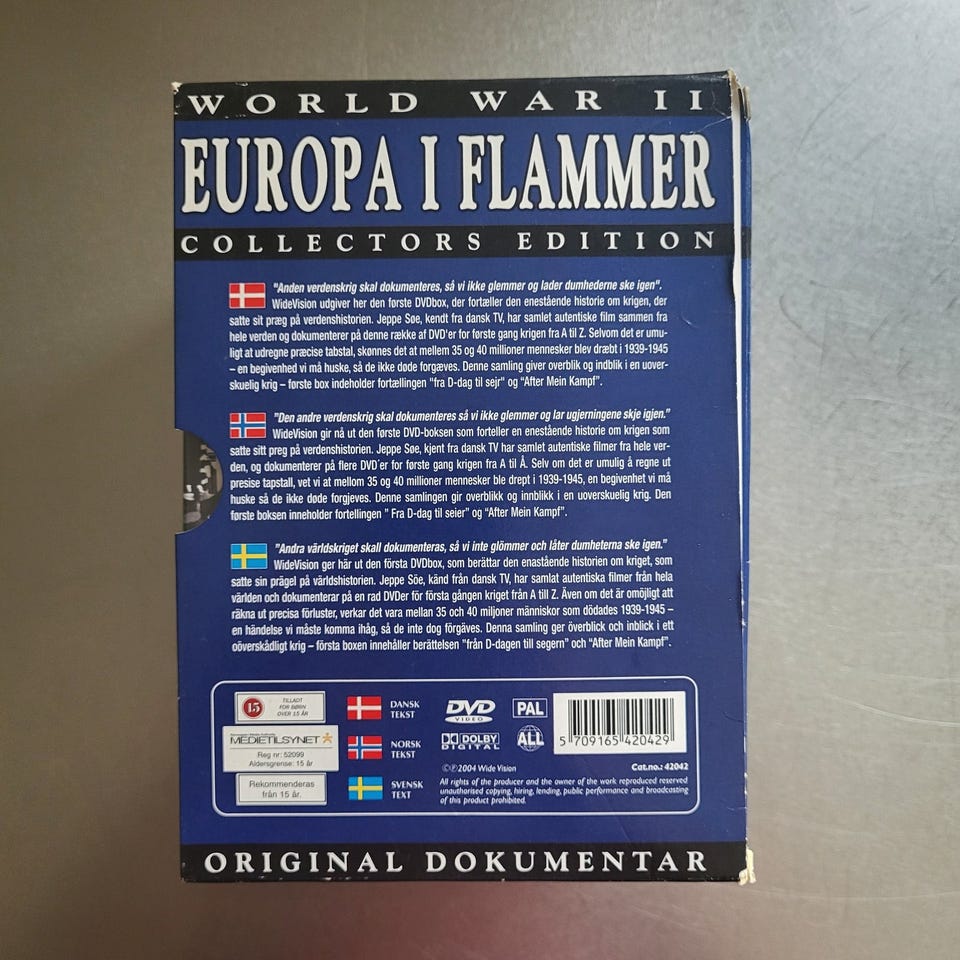 WORLD WAR II
EUROPA I FLAMMER
COLLECTORS EDITION
"Anden verdenskrig skal dokumenteres, så vi ikke glemmer og lader dumhederne ske igen".
WideVision udgiver her den første DVDbox, der fortæller den enestående historie om krigen, der
satte sit præg på verdenshistorien. Jeppe Søe, kendt fra dansk TV, har samlet autentiske film sammen fra
hele verden og dokumenterer på denne række af DVD'er for første gang krigen fra A til Z. Selvom det er umu-
ligt at udregne præcise tabstal, skønnes det at mellem 35 og 40 millioner mennesker blev dræbt i 1939-1945
– en begivenhed vi må huske, så de ikke døde forgæves. Denne samling giver overblik og indblik i en uover-
skuelig krig – første box indeholder fortællingen "fra D-dag til sejr" og "After Mein Kampf".
"Den andre verdenskrig skal dokumenteres så vi ikke glemmer og lar ugjerningene skje igjen."
WideVision gir nå ut den første DVD-boksen som forteller en enestående historie om krigen som
satte sitt preg på verdenshistorien. Jeppe Søe, kjent fra dansk TV har samlet autentiske filmer fra hele ver-
den, og dokumenterer på flere DVD´er for første gang krigen fra A til Å. Selv om det er umulig å regne ut
presise tapstall, vet vi at mellom 35 og 40 millioner mennesker ble drept i 1939-1945, en begivenhet vi må
huske så de ikke døde forgjeves. Denne samlingen gir overblikk og innblikk i en uoverskuelig krig. Den
første boksen inneholder fortellingen " Fra D-dag til seier" og "After Mein Kampf".
"Andra världskriget skall dokumenteras, så vi inte glömmer och låter dumheterna ske igen."
WideVision ger här ut den första DVDbox, som berättar den enastående historien om kriget, som
satte sin prägel på världshistorien. Jeppe Söe, känd från dansk TV, har samlat autentiska filmer från hela
världen och dokumenterar på en rad DVDer för första gången kriget från A till Z. Även om det er omöjligt att
räkna ut precisa förluster, verkar det vara mellan 35 och 40 miljoner människor som dödades 1939-1945 –
en händelse vi måste komma ihåg, så de inte dog förgäves. Denna samling ger överblick och inblick i ett
oöverskådligt krig – första boxen innehåller berättelsen "från D-dagen till segern" och "After Mein Kampf".
15
TILLADT
FOR BØRN
OVER 15 ÅR
MEDIETILSYNET
Reg nr: 52099
Aldersgrense: 15 år
Rekommenderas
från 15 år.
DANSK
TEKST
NORSK
TEKST
SVENSK
TEXT
DVD
VIDEO
PAL
DOLBY
DIGITAL
ALL
5 709165 420429
©℗2004 Wide Vision
Cat.no.: 42042
All rights of the producer and the owner of the work reproduced reserved
unauthorised copying, hiring, lending, public performance and broadcasting
of this product prohibited.
ORIGINAL DOKUMENTAR